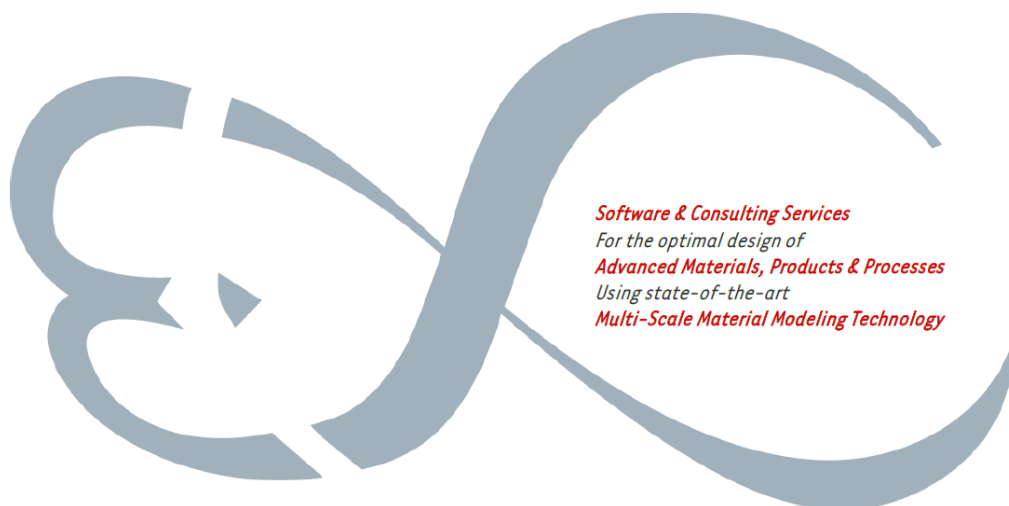 Software & Consulting Services
For the optimal design of
Advanced Materials, Products & Processes
Using state-of-the-art
Multi-Scale Material Modeling Technology